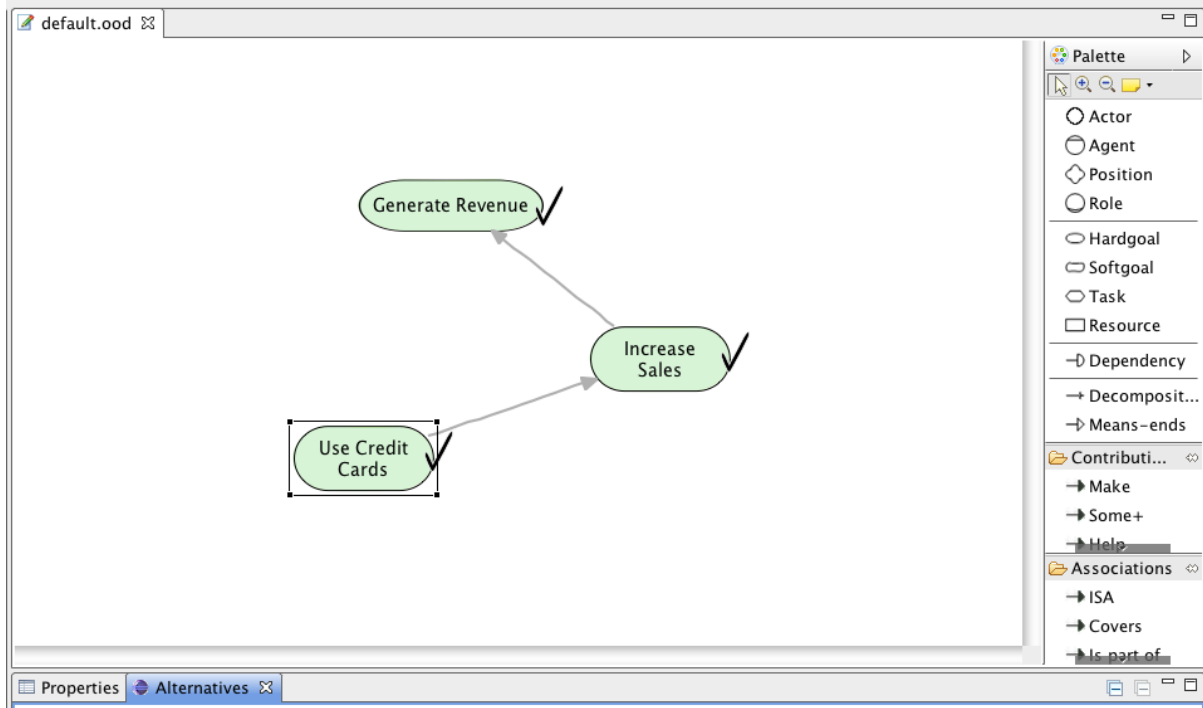 default.ood
Palette
Actor
Agent
Position
Role
Hardgoal
Softgoal
Task
Resource
Dependency
Decomposit...
Means-ends
Contributi...
Make
Some+
Help
Associations
ISA
Covers
Is part of
Generate Revenue
Increase
Sales
Use Credit
Cards
Properties
Alternatives